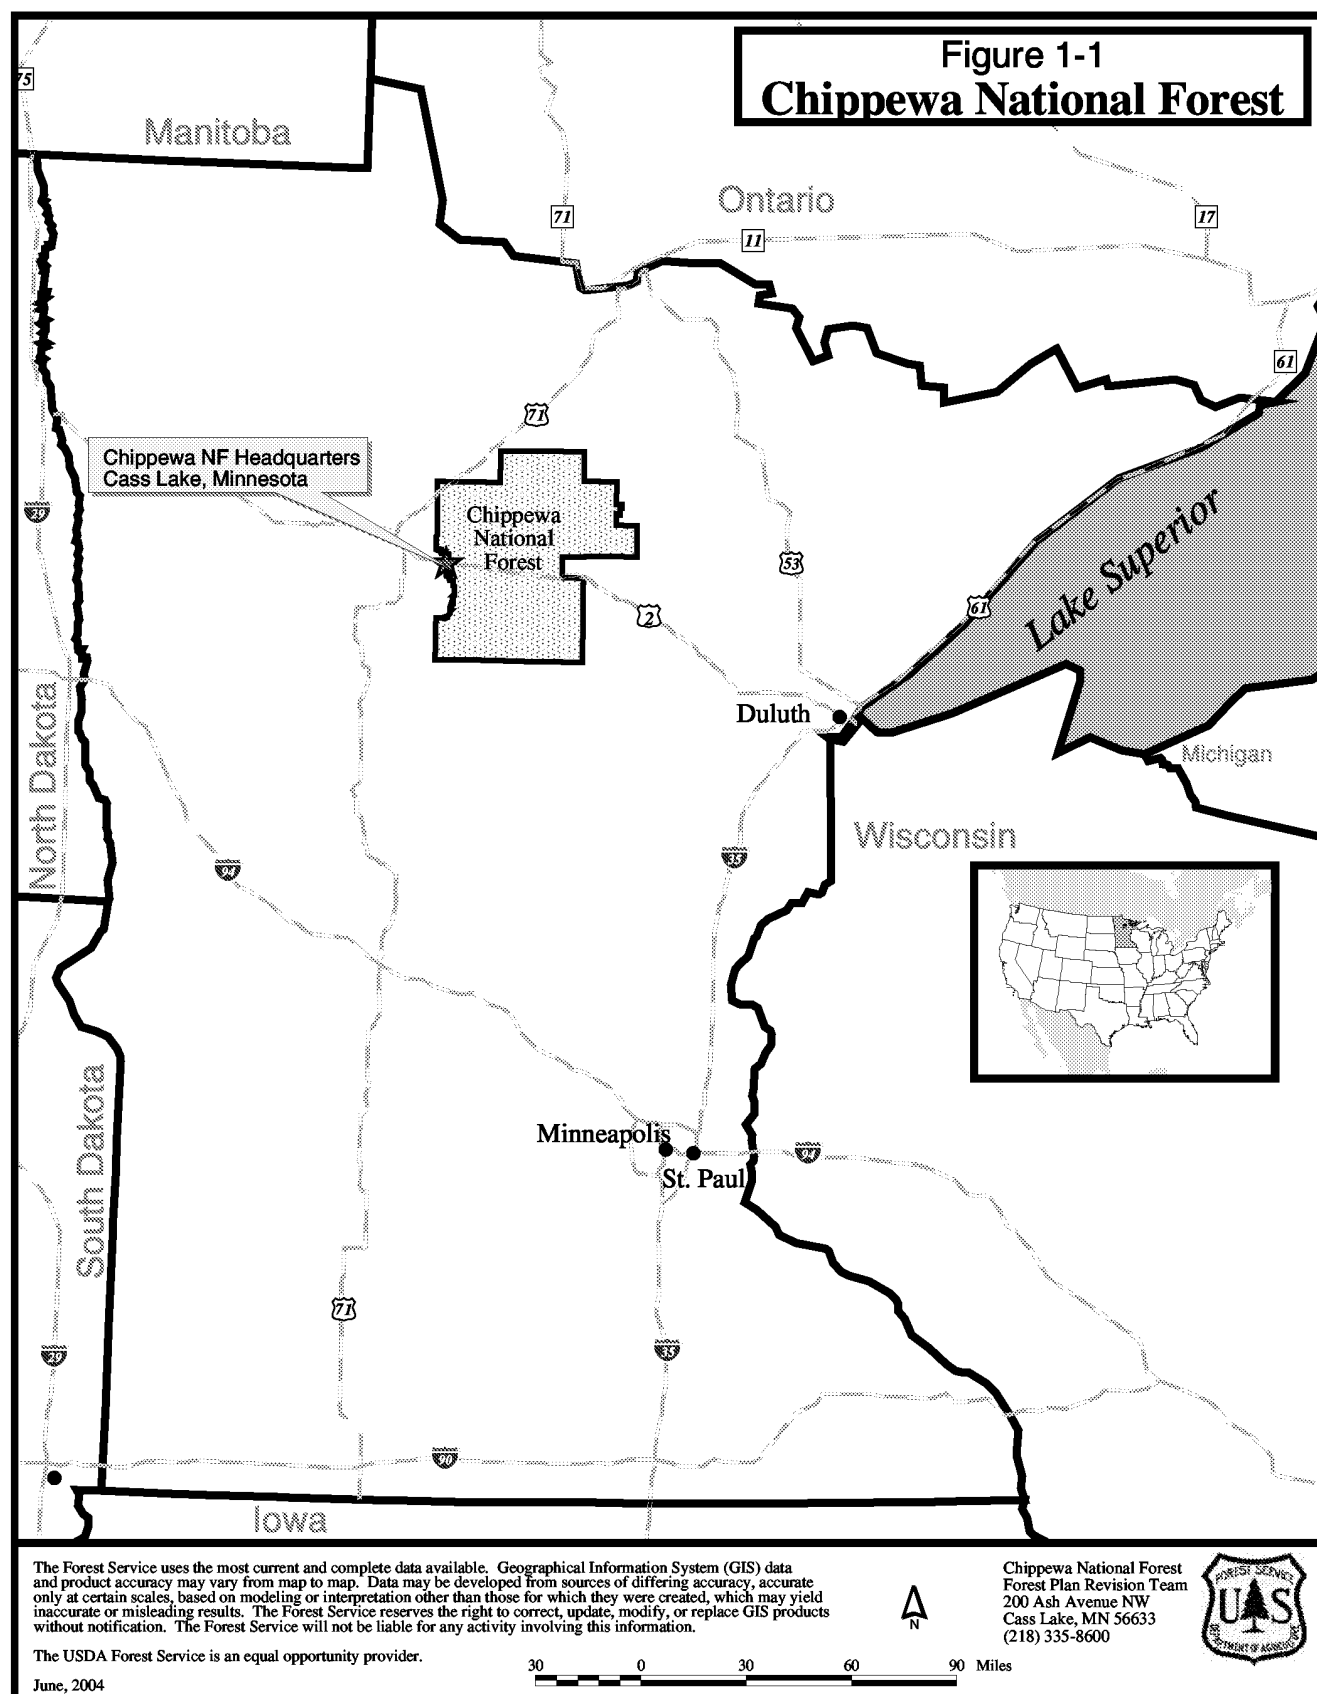 Figure 1-1
Chippewa National Forest
75
Manitoba
Ontario
71
11
17
61
71
Chippewa NF Headquarters
Cass Lake, Minnesota
29
Chippewa
National
Forest
53
2
61
Lake Superior
Duluth
Michigan
North Dakota
Wisconsin
94
35
South Dakota
Minneapolis
St. Paul
94
71
29
35
90
Iowa
The Forest Service uses the most current and complete data available. Geographical Information System (GIS) data
and product accuracy may vary from map to map. Data may be developed from sources of differing accuracy, accurate
only at certain scales, based on modeling or interpretation other than those for which they were created, which may yield
inaccurate or misleading results. The Forest Service reserves the right to correct, update, modify, or replace GIS products
without notification. The Forest Service will not be liable for any activity involving this information.
The USDA Forest Service is an equal opportunity provider.
June, 2004
N
30 0 30 60 90 Miles
Chippewa National Forest
Forest Plan Revision Team
200 Ash Avenue NW
Cass Lake, MN 56633
(218) 335-8600
FOREST SERVICE
U S
DEPARTMENT OF AGRICULTURE